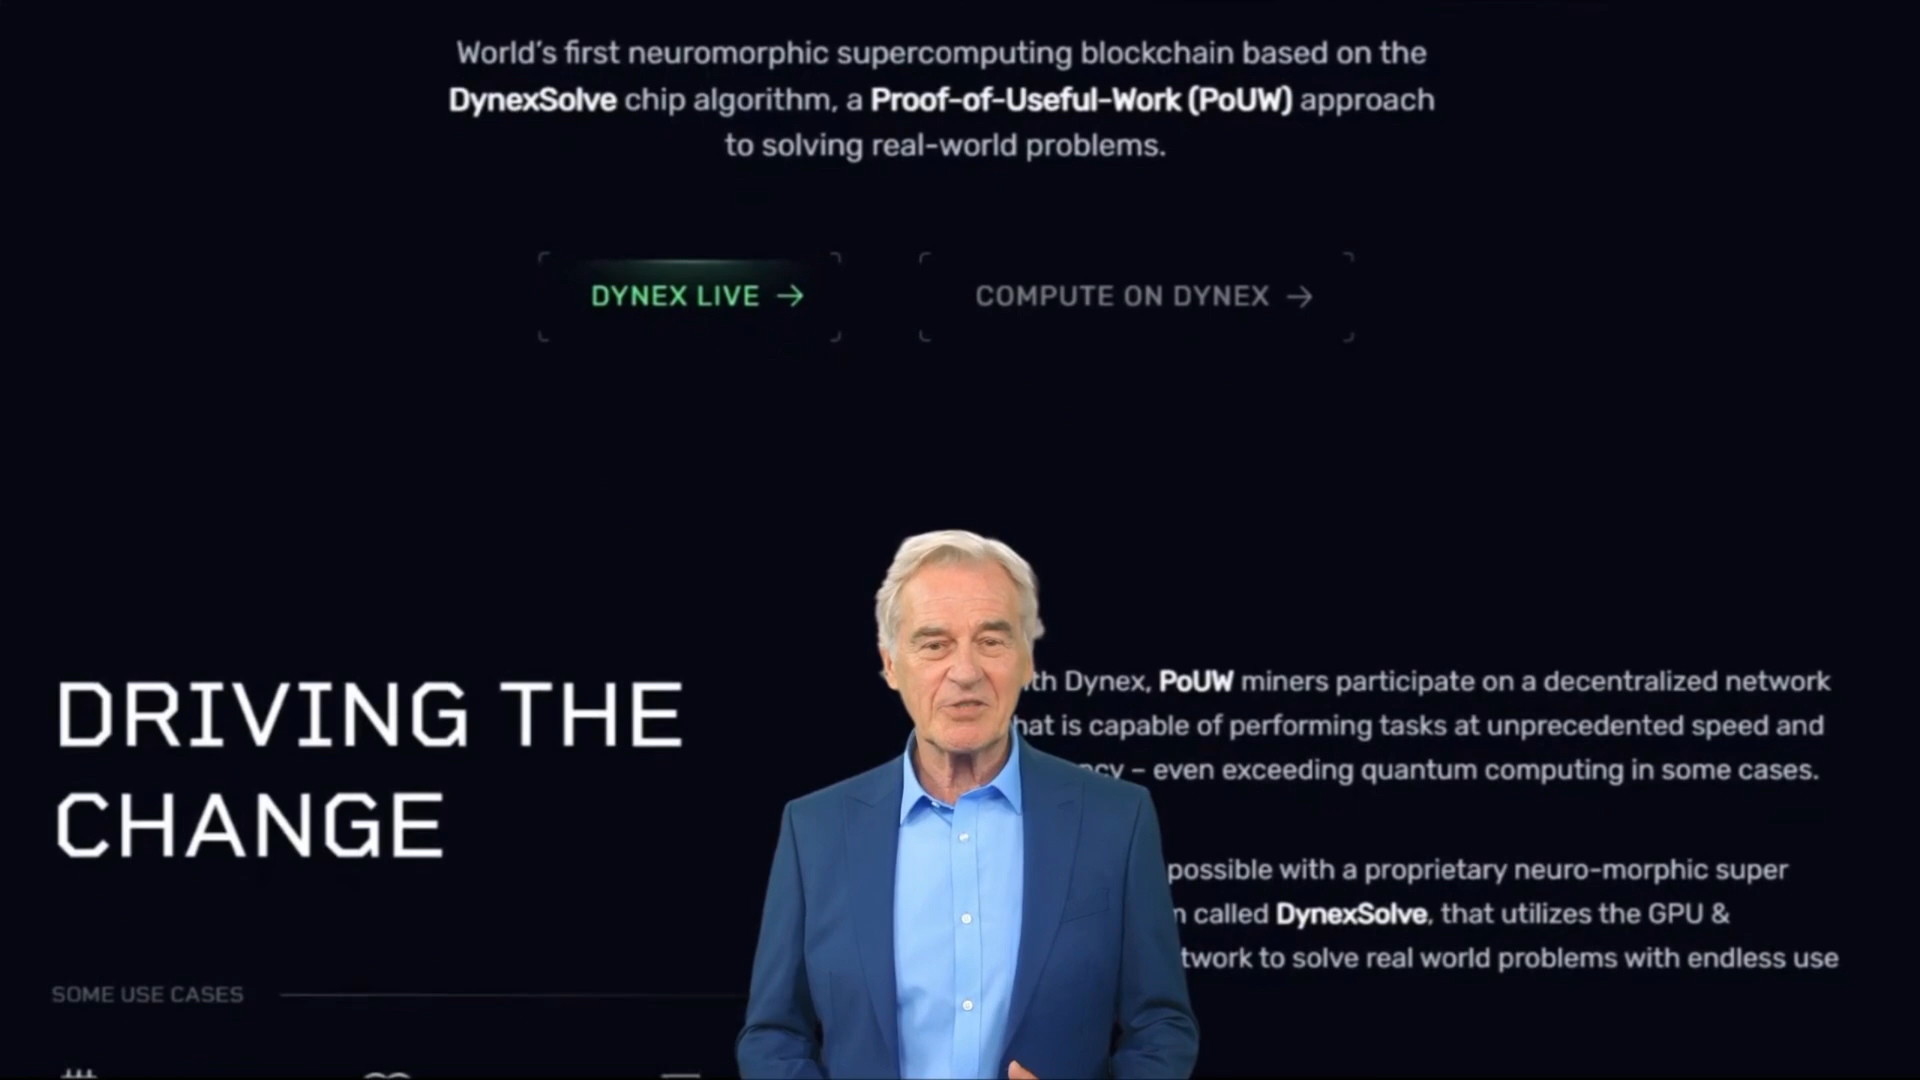 World's first neuromorphic supercomputing blockchain based on the
DynexSolve chip algorithm, a Proof-of-Useful-Work (PoUW) approach
to solving real-world problems.
DYNEX LIVE →
COMPUTE ON DYNEX →
DRIVING THE
CHANGE
Dynex, PoUW miners participate on a decentralized network
is capable of performing tasks at unprecedented speed and
– even exceeding quantum computing in some cases.
possible with a proprietary neuro-morphic super
called DynexSolve, that utilizes the GPU &
to solve real world problems with endless use
SOME USE CASES